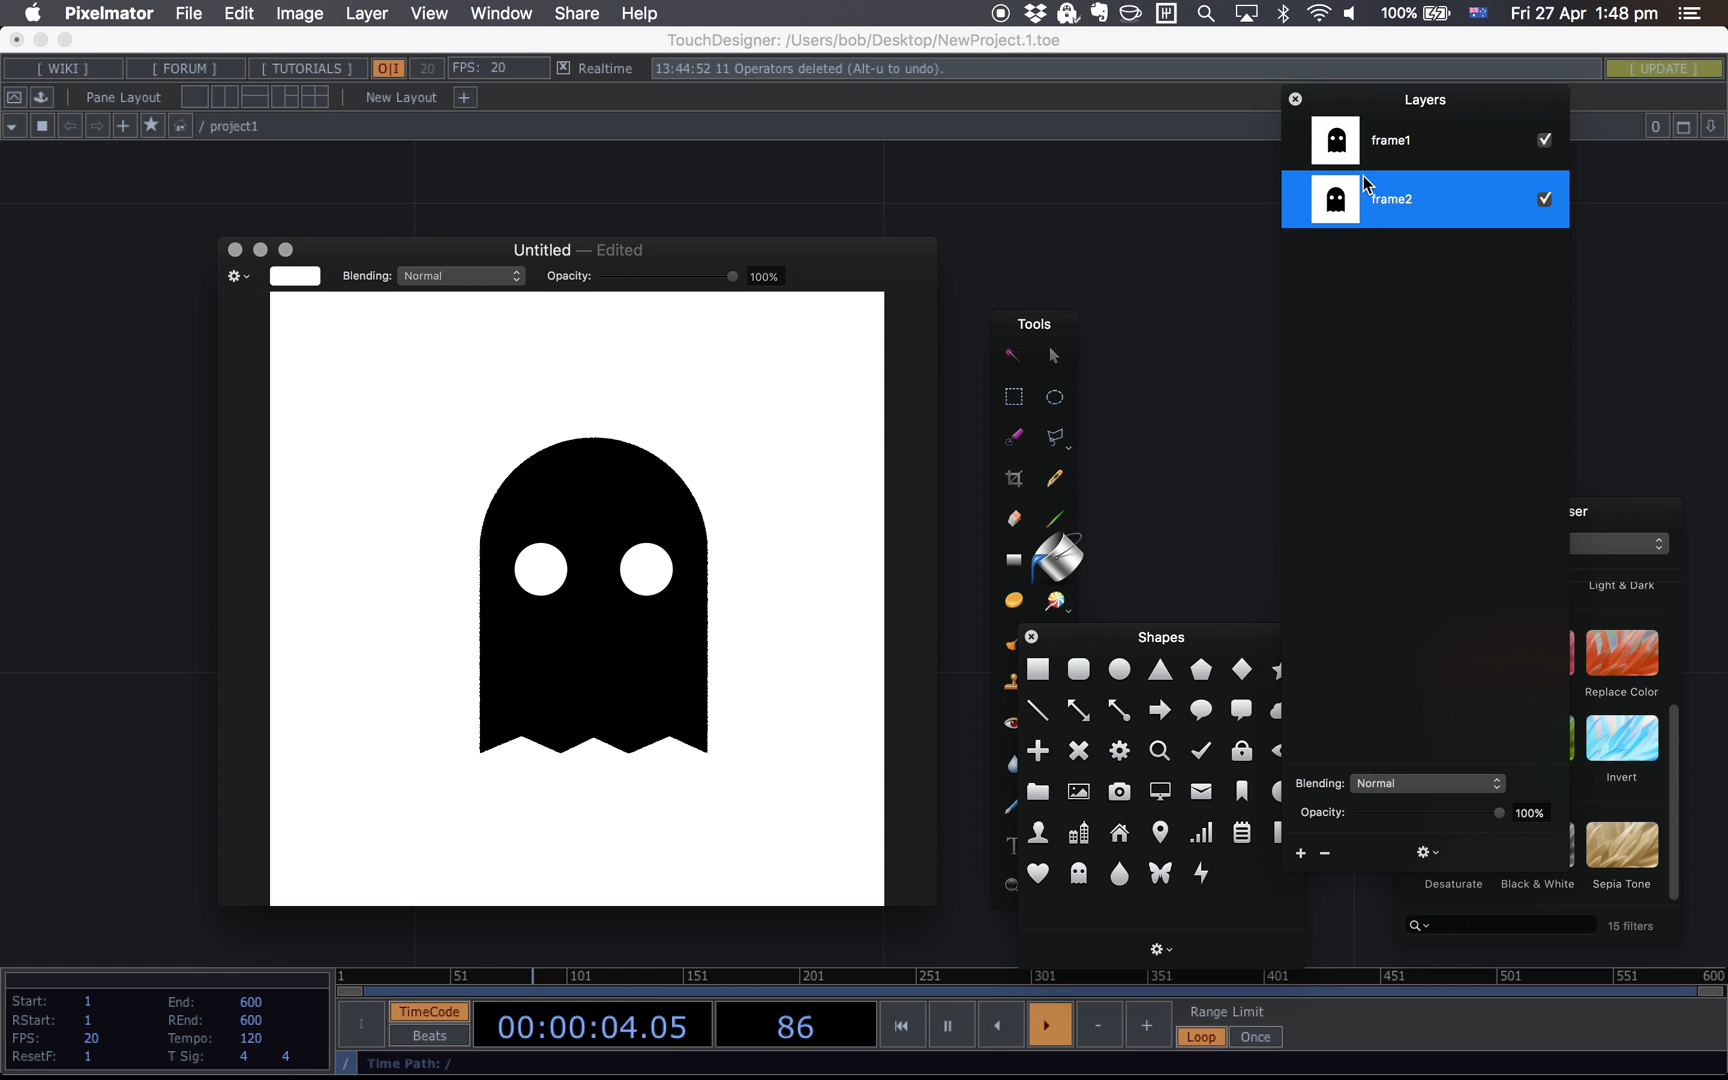 Pixelmator File Edit Image Layer View Window Share Help 100% Fri 27 Apr 1:48 pm
TouchDesigner: /Users/bob/Desktop/NewProject.1.toe
[ WIKI ] [ FORUM ] [ TUTORIALS ] O|I 20 FPS: 20 Realtime 13:44:52 11 Operators deleted (Alt-u to undo). [ UPDATE ]
Pane Layout New Layout +
/ project1 0
Layers
frame1
frame2
Untitled — Edited
Blending: Normal Opacity: 100%
Tools
ser
Light & Dark
Shapes
Replace Color
Invert
Blending: Normal
Opacity: 100%
Desaturate Black & White Sepia Tone
15 filters
1 51 101 151 201 251 301 351 401 451 501 551 600
Start: 1 End: 600
RStart: 1 REnd: 600
FPS: 20 Tempo: 120
ResetF: 1 T Sig: 4 4
TimeCode
Beats
00:00:04.05 86
Range Limit
Loop Once
/ Time Path: /